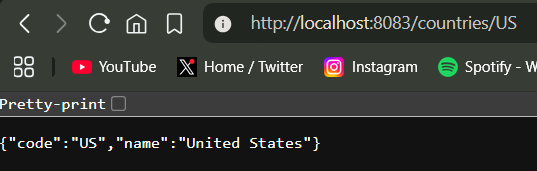 http://localhost:8083/countries/US
YouTube Home / Twitter Instagram Spotify - W
Pretty-print
{"code":"US","name":"United States"}